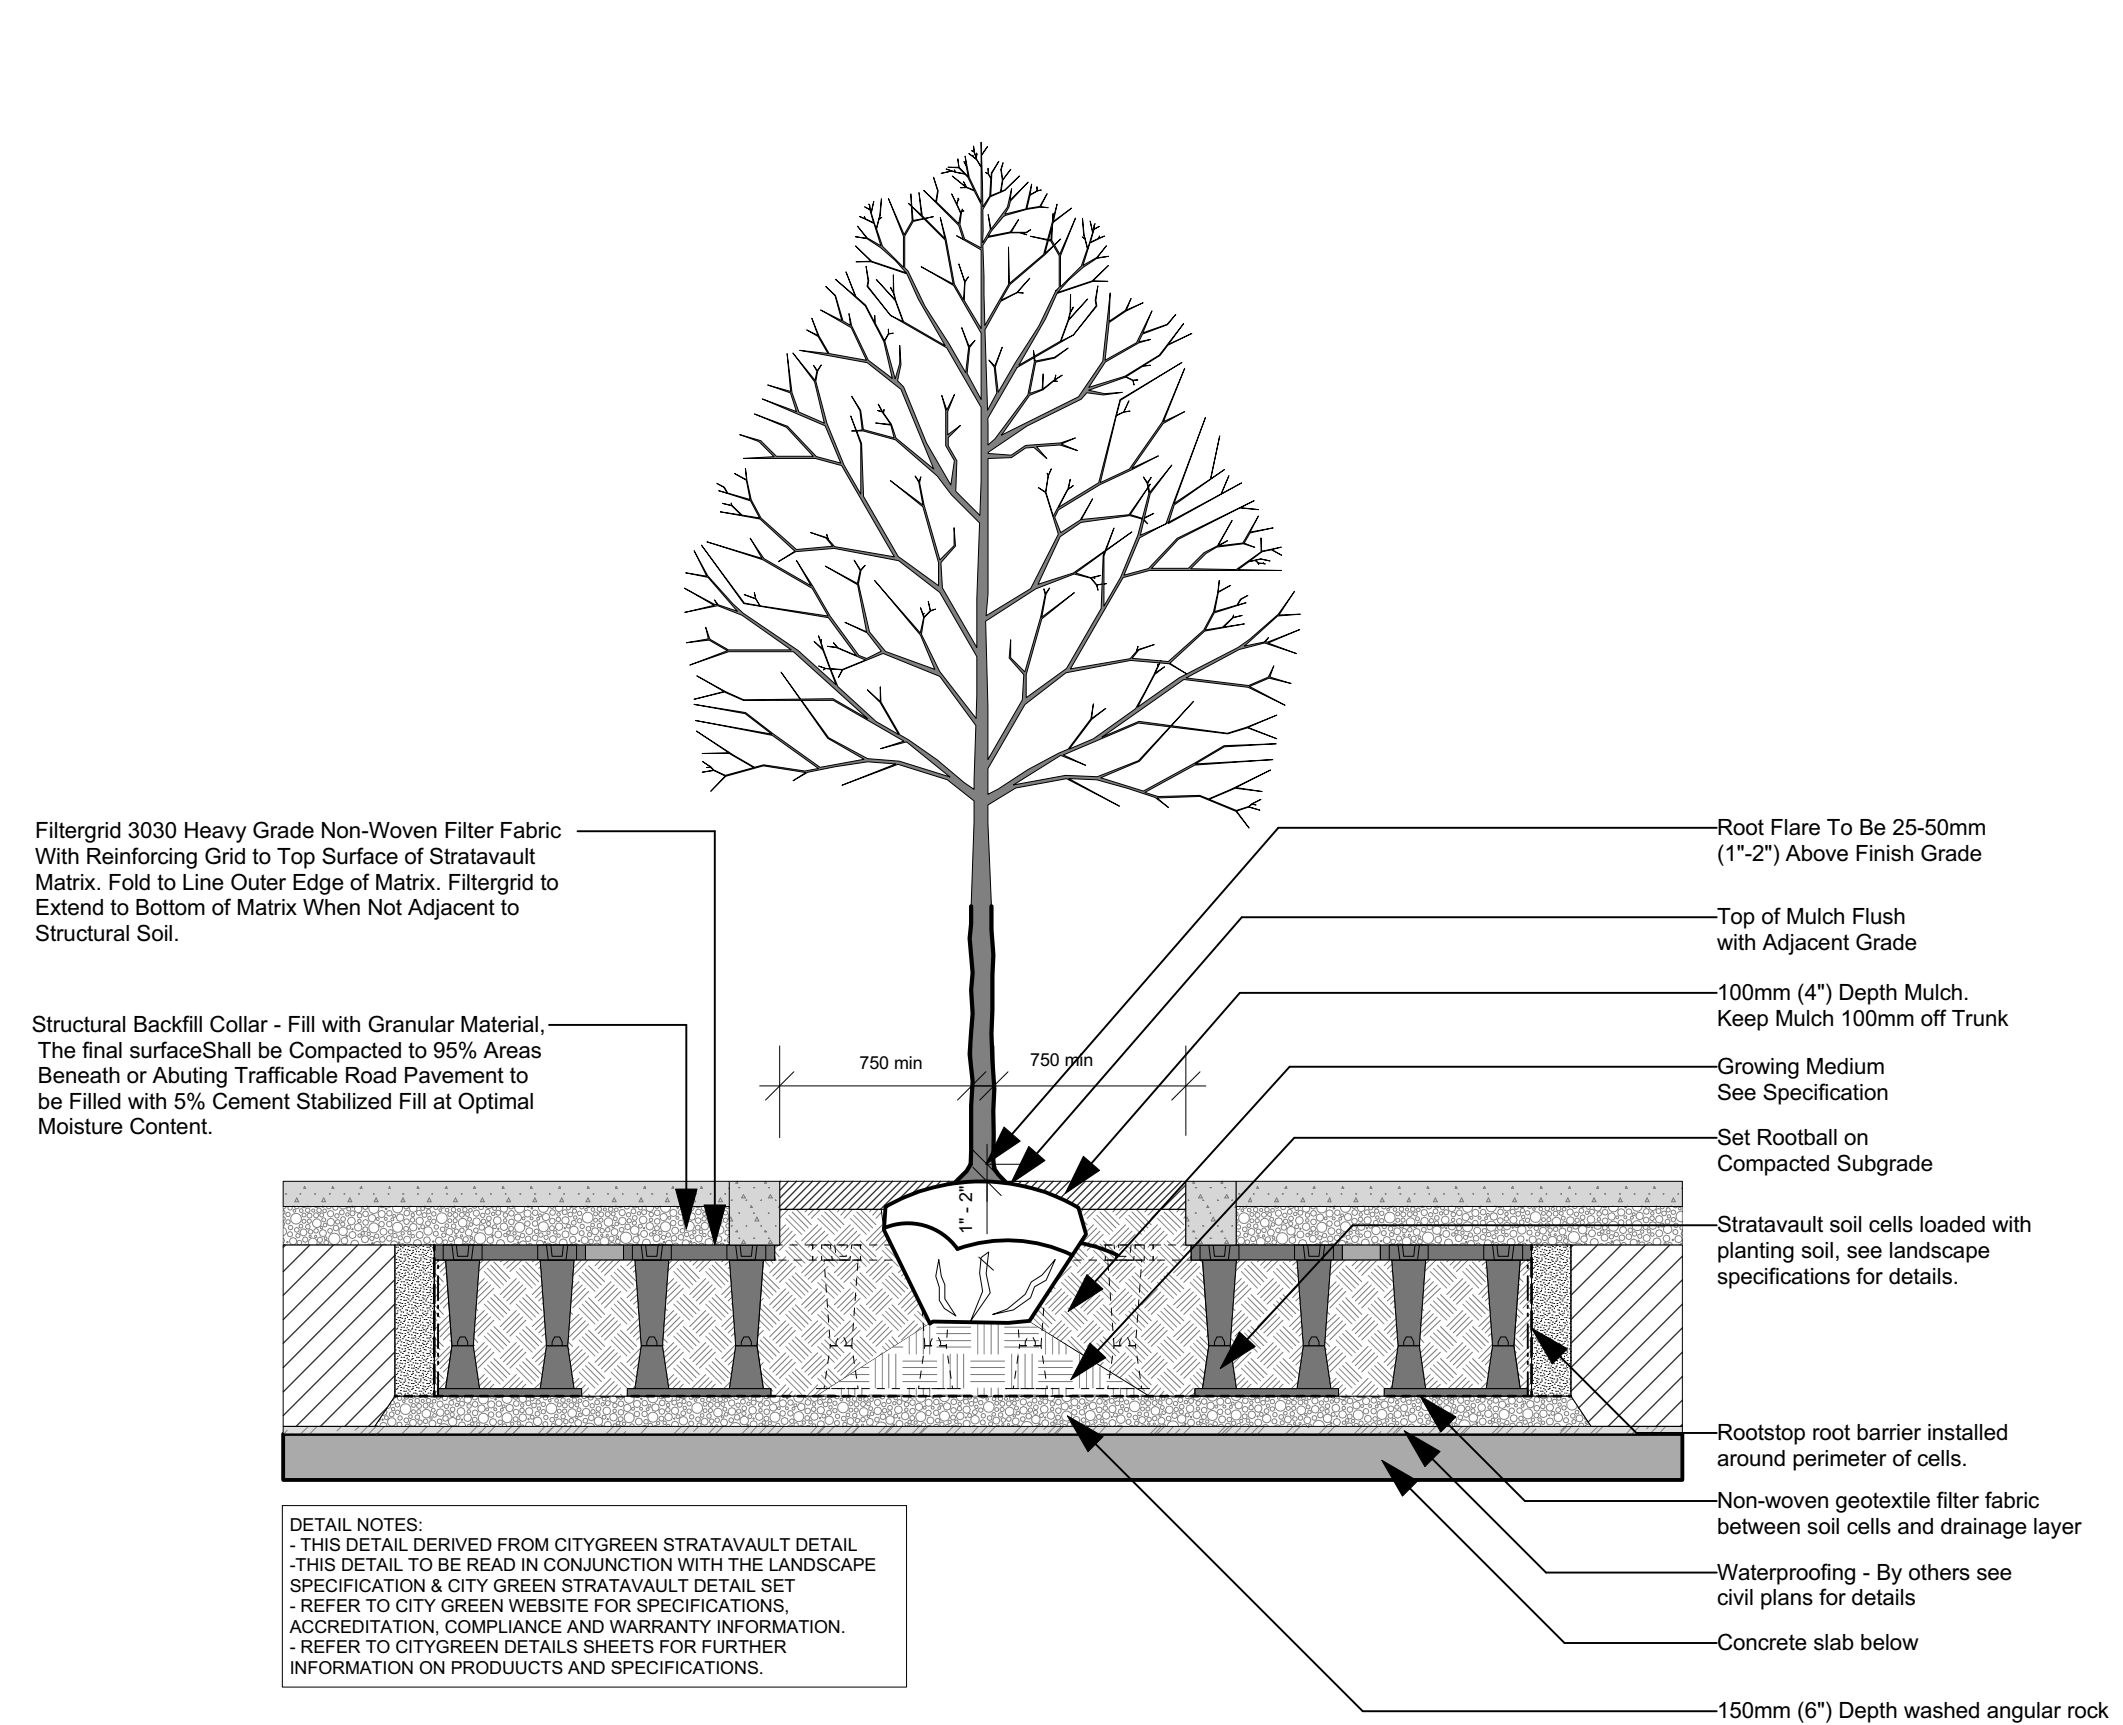 Filtergrid 3030 Heavy Grade Non-Woven Filter Fabric
With Reinforcing Grid to Top Surface of Stratavault
Matrix. Fold to Line Outer Edge of Matrix. Filtergrid to
Extend to Bottom of Matrix When Not Adjacent to
Structural Soil.
Structural Backfill Collar - Fill with Granular Material,
The final surfaceShall be Compacted to 95% Areas
Beneath or Abuting Trafficable Road Pavement to
be Filled with 5% Cement Stabilized Fill at Optimal
Moisture Content.
750 min
750 min
1" - 2"
Root Flare To Be 25-50mm
(1"-2") Above Finish Grade
Top of Mulch Flush
with Adjacent Grade
100mm (4") Depth Mulch.
Keep Mulch 100mm off Trunk
Growing Medium
See Specification
Set Rootball on
Compacted Subgrade
Stratavault soil cells loaded with
planting soil, see landscape
specifications for details.
Rootstop root barrier installed
around perimeter of cells.
Non-woven geotextile filter fabric
between soil cells and drainage layer
Waterproofing - By others see
civil plans for details
Concrete slab below
150mm (6") Depth washed angular rock
DETAIL NOTES:
- THIS DETAIL DERIVED FROM CITYGREEN STRATAVAULT DETAIL
-THIS DETAIL TO BE READ IN CONJUNCTION WITH THE LANDSCAPE
SPECIFICATION & CITY GREEN STRATAVAULT DETAIL SET
- REFER TO CITY GREEN WEBSITE FOR SPECIFICATIONS,
ACCREDITATION, COMPLIANCE AND WARRANTY INFORMATION.
- REFER TO CITYGREEN DETAILS SHEETS FOR FURTHER
INFORMATION ON PRODUUCTS AND SPECIFICATIONS.